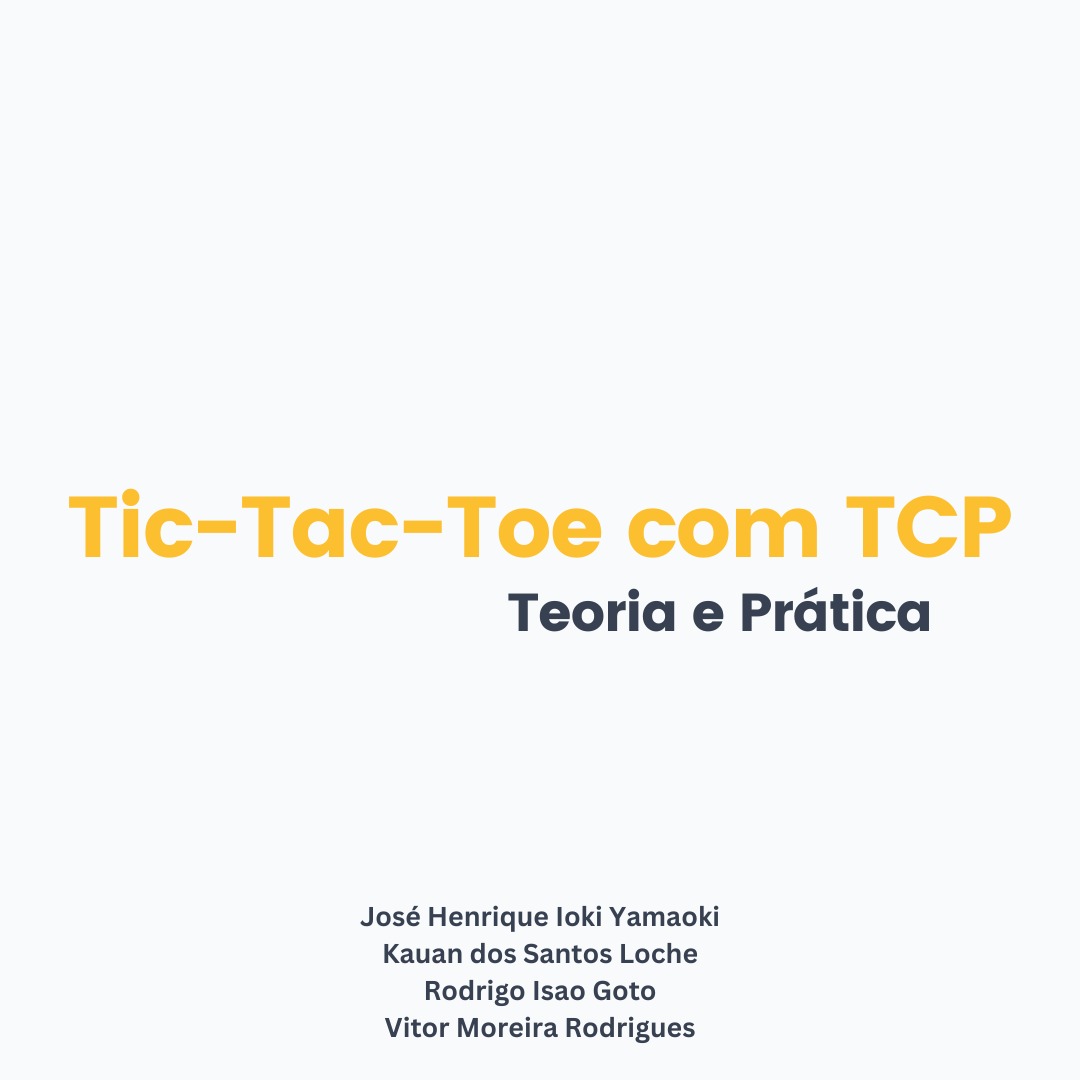 Tic-Tac-Toe com TCP
Teoria e Prática
José Henrique Ioki Yamaoki
Kauan dos Santos Loche
Rodrigo Isao Goto
Vitor Moreira Rodrigues